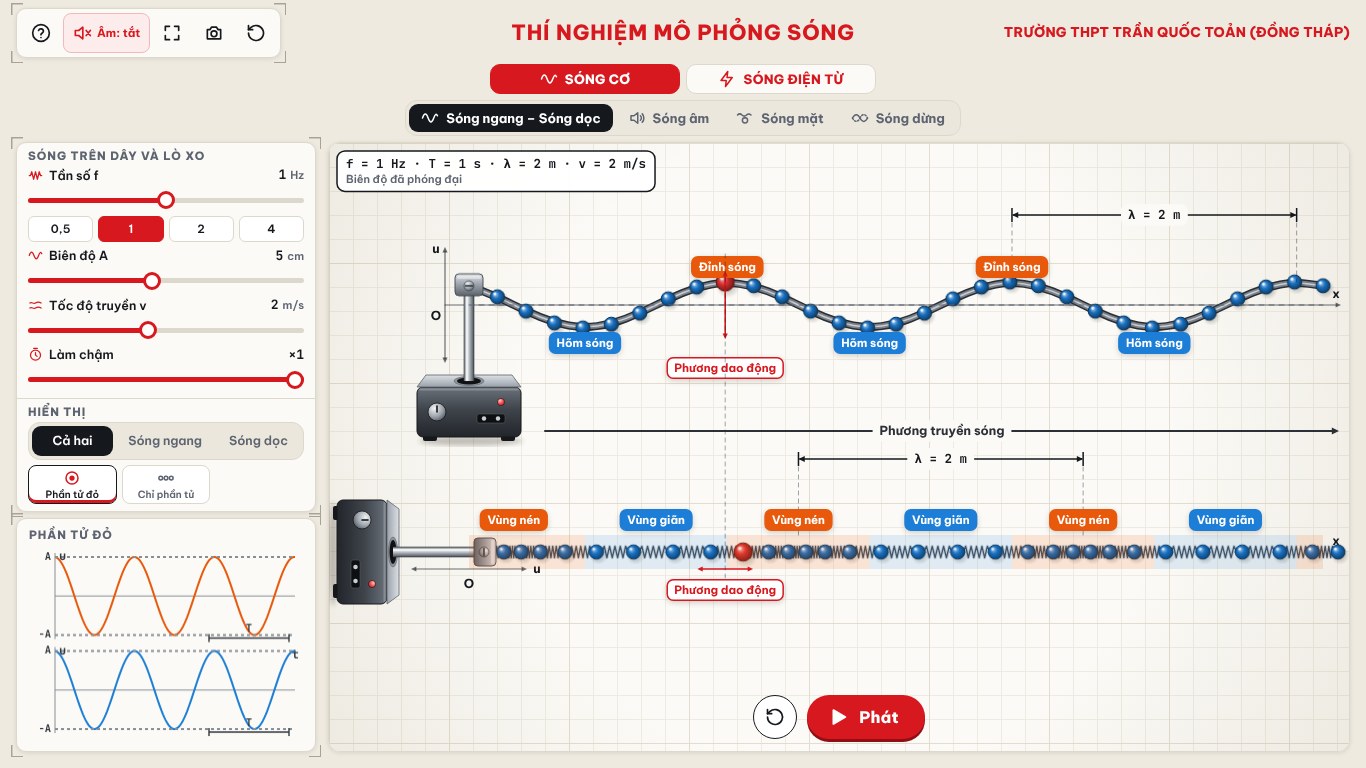 Âm: tắt
THÍ NGHIỆM MÔ PHỎNG SÓNG
TRƯỜNG THPT TRẦN QUỐC TOẢN (ĐỒNG THÁP)
SÓNG CƠ
SÓNG ĐIỆN TỪ
Sóng ngang – Sóng dọc
Sóng âm
Sóng mặt
Sóng dừng
SÓNG TRÊN DÂY VÀ LÒ XO
Tần số f 1 Hz
0,5 1 2 4
Biên độ A 5 cm
Tốc độ truyền v 2 m/s
Làm chậm ×1
HIỂN THỊ
Cả hai Sóng ngang Sóng dọc
Phần tử đỏ Chỉ phần tử
PHẦN TỬ ĐỎ
A u
T
-A
A u
t
T
-A
f = 1 Hz · T = 1 s · λ = 2 m · v = 2 m/s
Biên độ đã phóng đại
λ = 2 m
u
Đỉnh sóng Đỉnh sóng
x
O
Hõm sóng Hõm sóng Hõm sóng
Phương dao động
Phương truyền sóng
λ = 2 m
Vùng nén Vùng giãn Vùng nén Vùng giãn Vùng nén Vùng giãn
x
u
O
Phương dao động
Phát